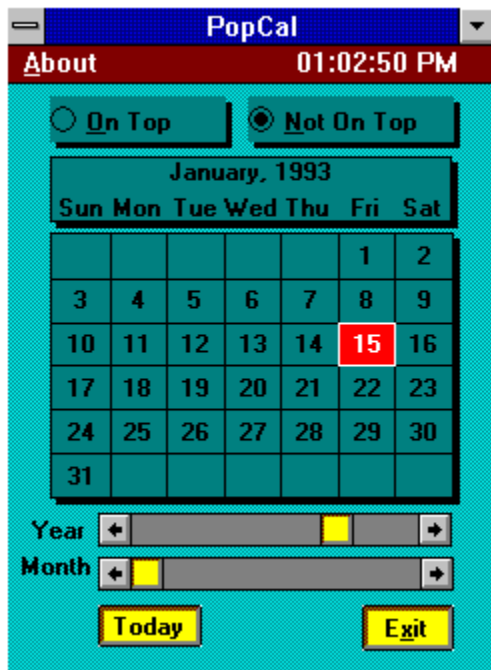 PopCal
About 01:02:50 PM
On Top Not On Top
January, 1993
Sun Mon Tue Wed Thu Fri Sat
1 2
3 4 5 6 7 8 9
10 11 12 13 14 15 16
17 18 19 20 21 22 23
24 25 26 27 28 29 30
31
Year
Month
Today Exit